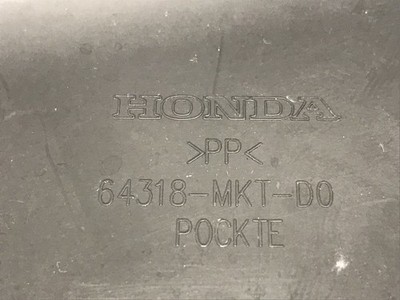 HONDA
>PP<
64318-MKT-D0
POCKTE